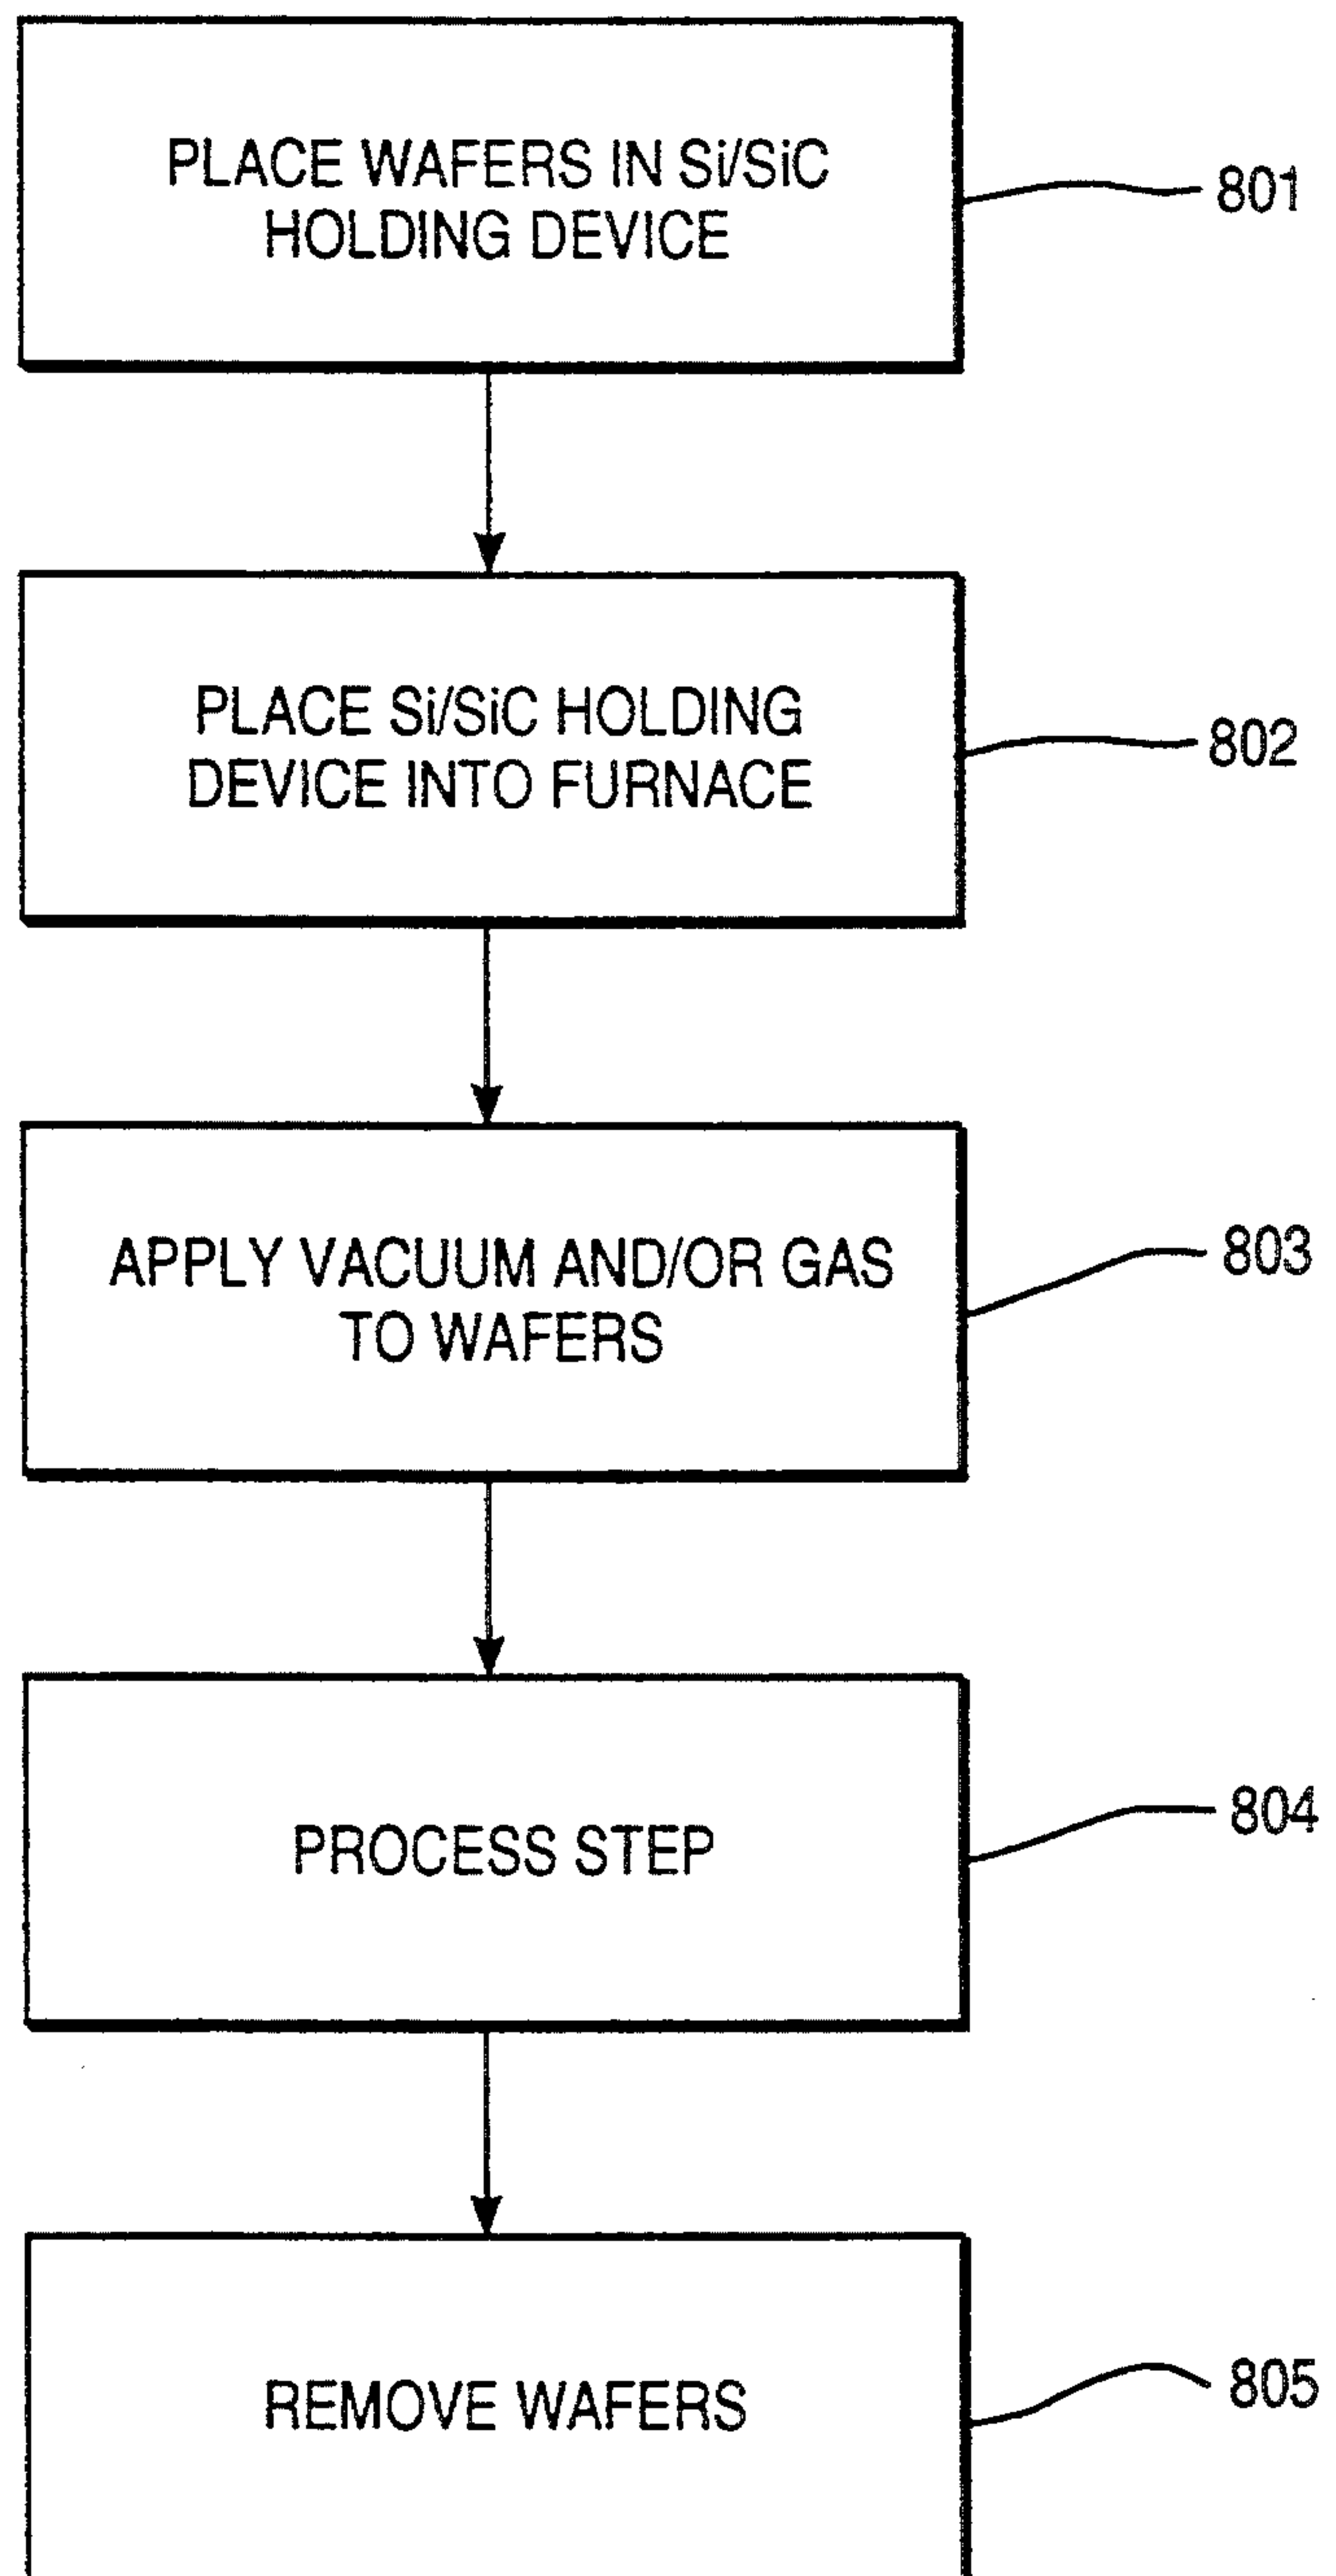 PLACE WAFERS IN Si/SiC
HOLDING DEVICE
801
PLACE Si/SiC HOLDING
DEVICE INTO FURNACE
802
APPLY VACUUM AND/OR GAS
TO WAFERS
803
PROCESS STEP
804
REMOVE WAFERS
805